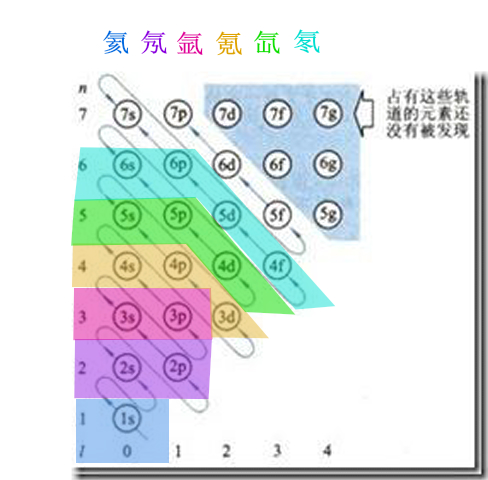 氦 氖 氩 氪 氙 氡
n
7 7s 7p 7d 7f 7g
占有这些轨
道的元素还
没有被发现
6 6s 6p 6d 6f 6g
5 5s 5p 5d 5f 5g
4 4s 4p 4d 4f
3 3s 3p 3d
2 2s 2p
1 1s
l 0 1 2 3 4